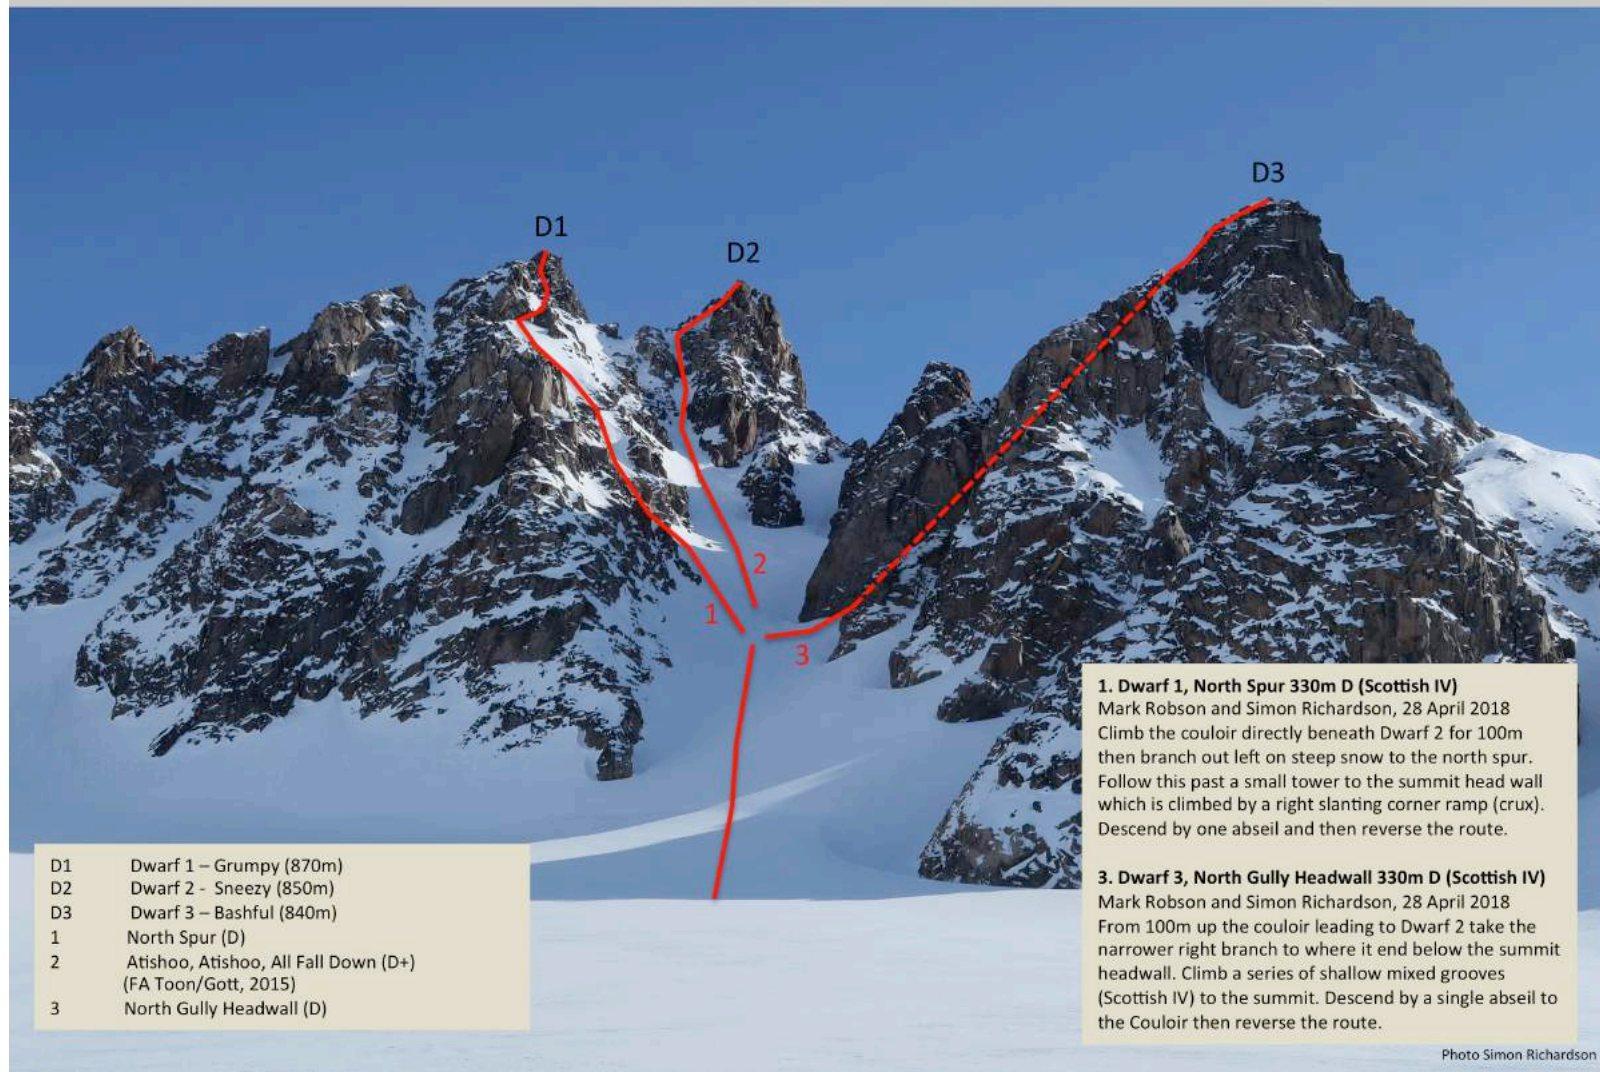 D3
D1
D2
2
1
3
1. Dwarf 1, North Spur 330m D (Scottish IV)
Mark Robson and Simon Richardson, 28 April 2018
Climb the couloir directly beneath Dwarf 2 for 100m
then branch out left on steep snow to the north spur.
Follow this past a small tower to the summit head wall
which is climbed by a right slanting corner ramp (crux).
Descend by one abseil and then reverse the route.
3. Dwarf 3, North Gully Headwall 330m D (Scottish IV)
Mark Robson and Simon Richardson, 28 April 2018
From 100m up the couloir leading to Dwarf 2 take the
narrower right branch to where it end below the summit
headwall. Climb a series of shallow mixed grooves
(Scottish IV) to the summit. Descend by a single abseil to
the Couloir then reverse the route.
D1 Dwarf 1 – Grumpy (870m)
D2 Dwarf 2 - Sneezy (850m)
D3 Dwarf 3 – Bashful (840m)
1 North Spur (D)
2 Atishoo, Atishoo, All Fall Down (D+)
(FA Toon/Gott, 2015)
3 North Gully Headwall (D)
Photo Simon Richardson